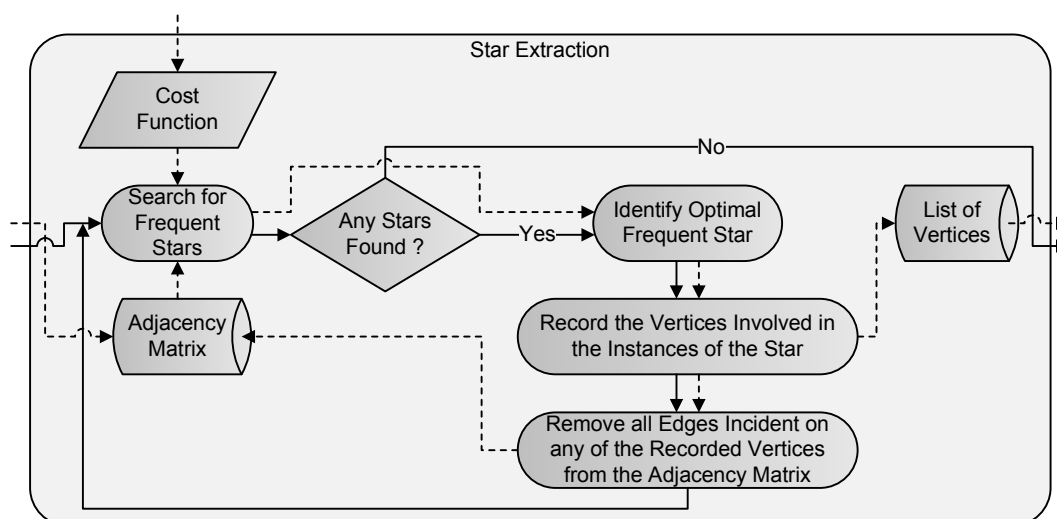 Star Extraction
Cost
Function
No
Search for
Frequent
Stars
Any Stars
Found ?
Yes
Identify Optimal
Frequent Star
List of
Vertices
Adjacency
Matrix
Record the Vertices Involved in
the Instances of the Star
Remove all Edges Incident on
any of the Recorded Vertices
from the Adjacency Matrix